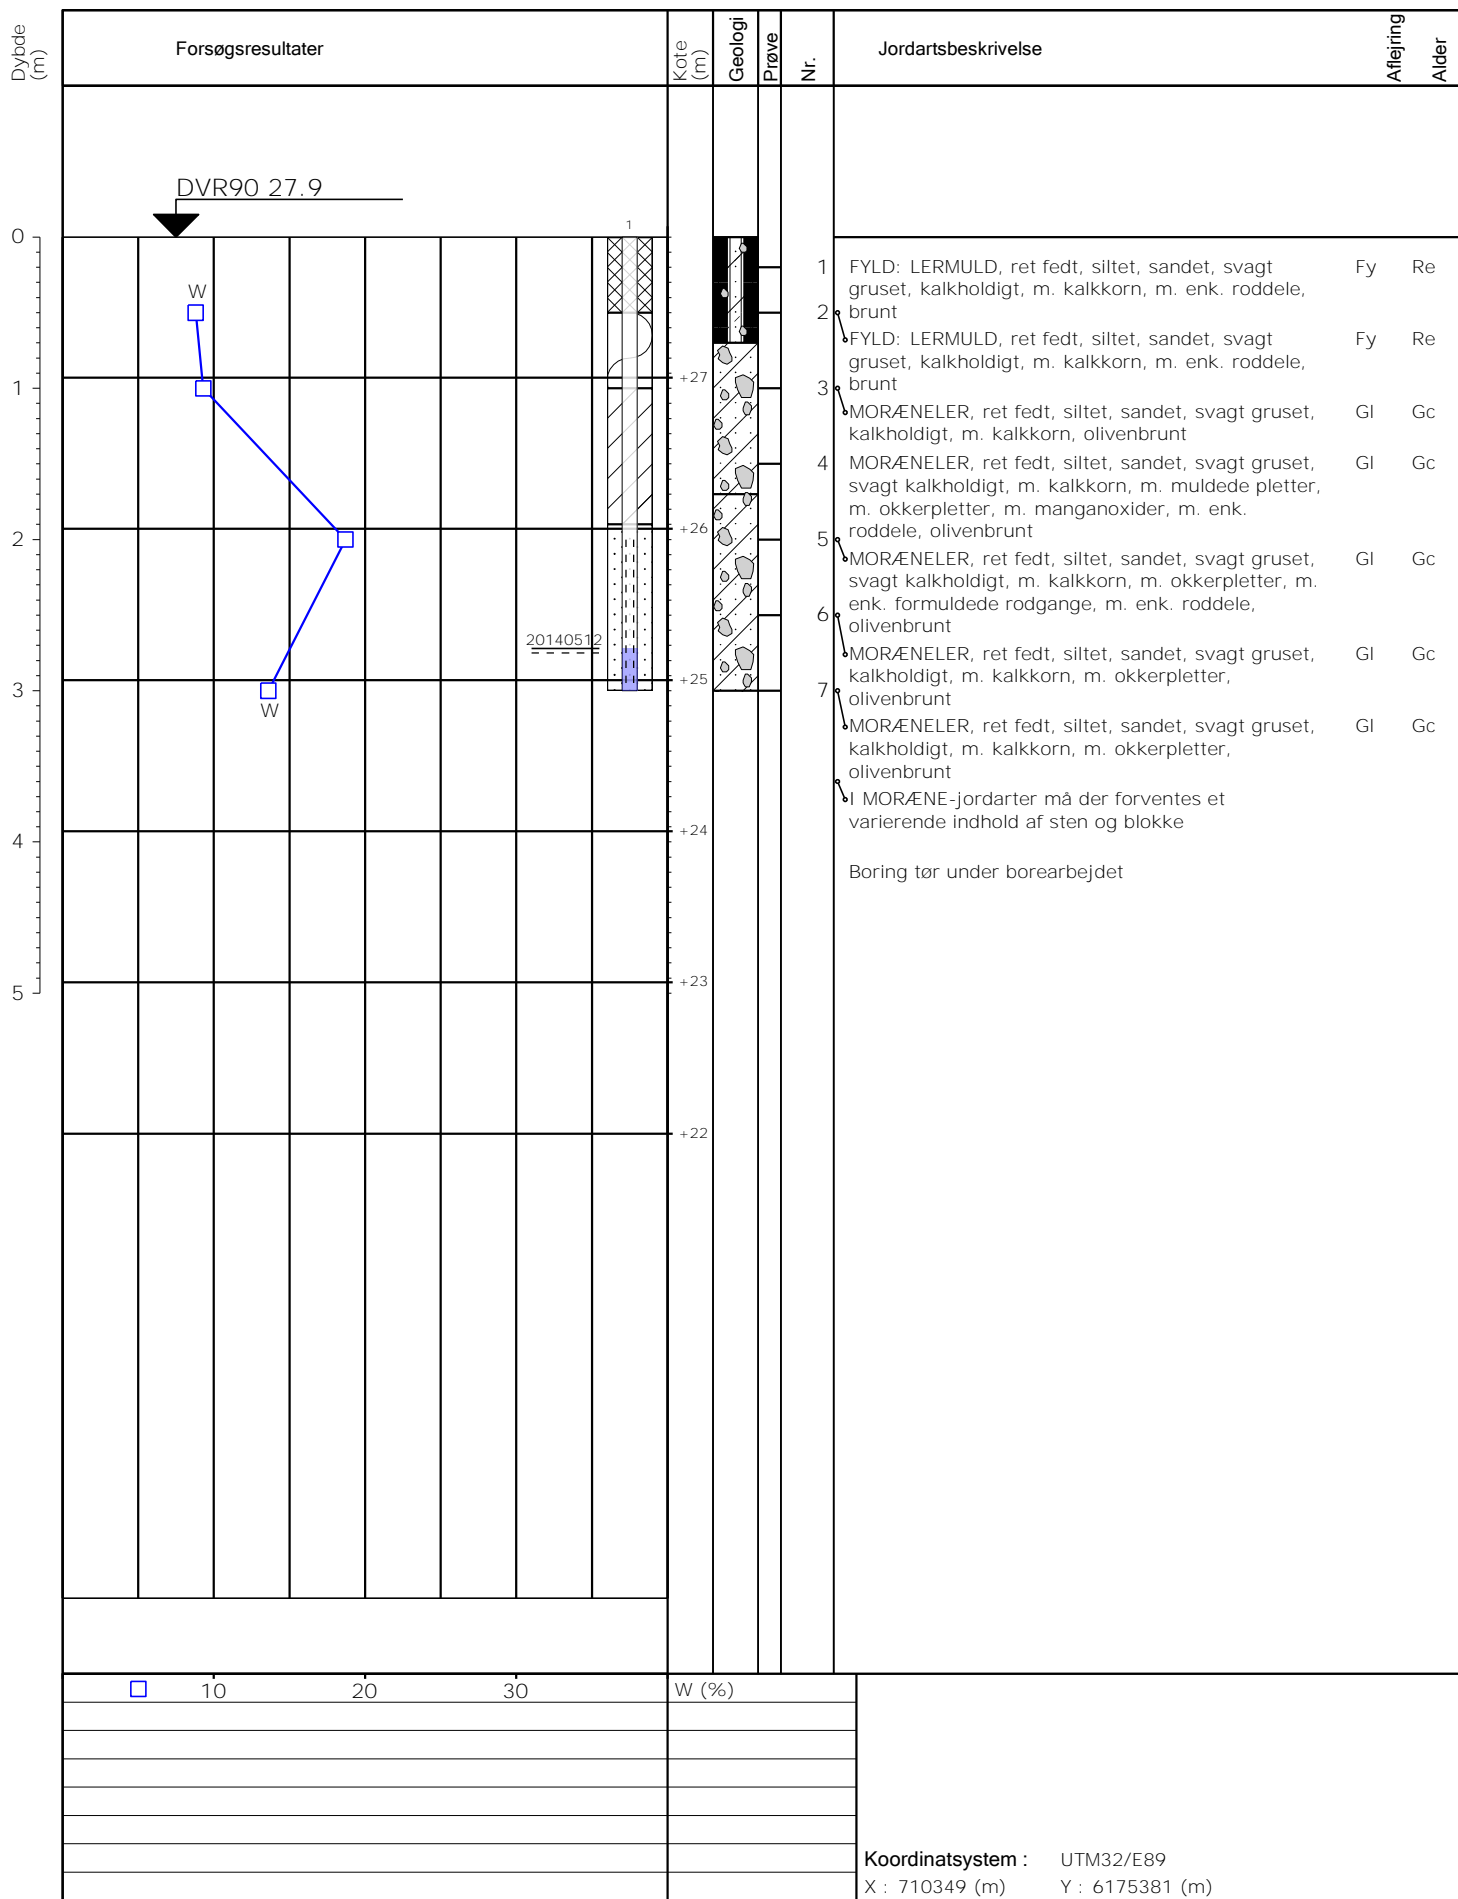 Dybde
(m)
Forsøgsresultater
Kote
(m)
Geologi
Prøve
Nr.
Jordartsbeskrivelse
Aflejring
Alder
DVR90 27.9
1
0
1
2
3
4
5
W
W
20140512
+27
+26
+25
+24
+23
+22
1 FYLD: LERMULD, ret fedt, siltet, sandet, svagt Fy Re
gruset, kalkholdigt, m. kalkkorn, m. enk. roddele,
2 brunt
FYLD: LERMULD, ret fedt, siltet, sandet, svagt Fy Re
gruset, kalkholdigt, m. kalkkorn, m. enk. roddele,
3 brunt
MORÆNELER, ret fedt, siltet, sandet, svagt gruset, Gl Gc
kalkholdigt, m. kalkkorn, olivenbrunt
4 MORÆNELER, ret fedt, siltet, sandet, svagt gruset, Gl Gc
svagt kalkholdigt, m. kalkkorn, m. muldede pletter,
m. okkerpletter, m. manganoxider, m. enk.
5 roddele, olivenbrunt
MORÆNELER, ret fedt, siltet, sandet, svagt gruset, Gl Gc
svagt kalkholdigt, m. kalkkorn, m. okkerpletter, m.
6 enk. formuldede rodgange, m. enk. roddele,
olivenbrunt
MORÆNELER, ret fedt, siltet, sandet, svagt gruset, Gl Gc
kalkholdigt, m. kalkkorn, m. okkerpletter,
7 olivenbrunt
MORÆNELER, ret fedt, siltet, sandet, svagt gruset, Gl Gc
kalkholdigt, m. kalkkorn, m. okkerpletter,
olivenbrunt
I MORÆNE-jordarter må der forventes et
varierende indhold af sten og blokke
Boring tør under borearbejdet
10 20 30 W (%)
Koordinatsystem : UTM32/E89
X : 710349 (m) Y : 6175381 (m)